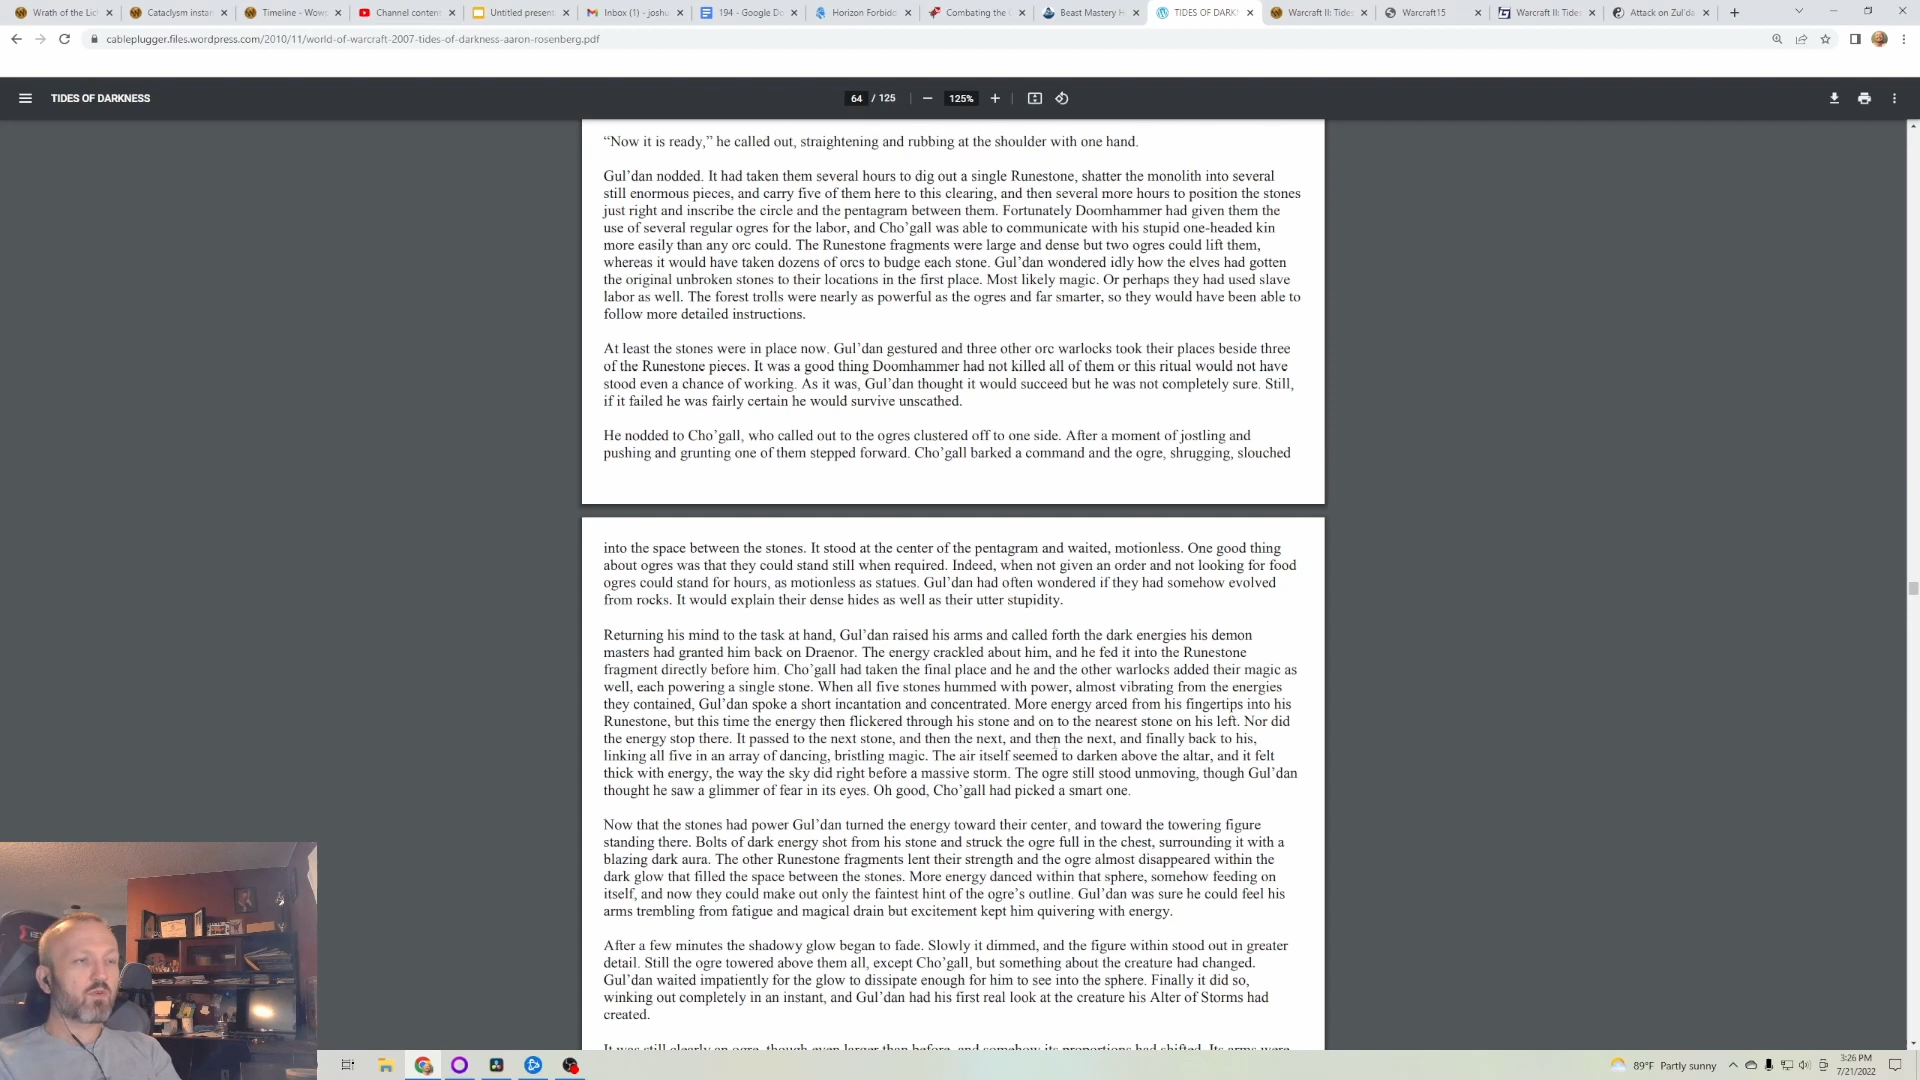 Wrath of the Lich
Cataclysm instan
Timeline - Wowp
Channel content
Untitled present
Inbox (1) - joshu
194 - Google Do
Horizon Forbidd
Combating the
Beast Mastery H
TIDES OF DARK
Warcraft II: Tides
Warcraft15
Warcraft II: Tide
Attack on Zul'da
cableplugger.files.wordpress.com/2010/11/world-of-warcraft-2007-tides-of-darkness-aaron-rosenberg.pdf
TIDES OF DARKNESS
64 / 125
125%
“Now it is ready,” he called out, straightening and rubbing at the shoulder with one hand.
Gul’dan nodded. It had taken them several hours to dig out a single Runestone, shatter the monolith into several
still enormous pieces, and carry five of them here to this clearing, and then several more hours to position the stones
just right and inscribe the circle and the pentagram between them. Fortunately Doomhammer had given them the
use of several regular ogres for the labor, and Cho’gall was able to communicate with his stupid one-headed kin
more easily than any orc could. The Runestone fragments were large and dense but two ogres could lift them,
whereas it would have taken dozens of orcs to budge each stone. Gul’dan wondered idly how the elves had gotten
the original unbroken stones to their locations in the first place. Most likely magic. Or perhaps they had used slave
labor as well. The forest trolls were nearly as powerful as the ogres and far smarter, so they would have been able to
follow more detailed instructions.
At least the stones were in place now. Gul’dan gestured and three other orc warlocks took their places beside three
of the Runestone pieces. It was a good thing Doomhammer had not killed all of them or this ritual would not have
stood even a chance of working. As it was, Gul’dan thought it would succeed but he was not completely sure. Still,
if it failed he was fairly certain he would survive unscathed.
He nodded to Cho’gall, who called out to the ogres clustered off to one side. After a moment of jostling and
pushing and grunting one of them stepped forward. Cho’gall barked a command and the ogre, shrugging, slouched
into the space between the stones. It stood at the center of the pentagram and waited, motionless. One good thing
about ogres was that they could stand still when required. Indeed, when not given an order and not looking for food
ogres could stand for hours, as motionless as statues. Gul’dan had often wondered if they had somehow evolved
from rocks. It would explain their dense hides as well as their utter stupidity.
Returning his mind to the task at hand, Gul’dan raised his arms and called forth the dark energies his demon
masters had granted him back on Draenor. The energy crackled about him, and he fed it into the Runestone
fragment directly before him. Cho’gall had taken the final place and he and the other warlocks added their magic as
well, each powering a single stone. When all five stones hummed with power, almost vibrating from the energies
they contained, Gul’dan spoke a short incantation and concentrated. More energy arced from his fingertips into his
Runestone, but this time the energy then flickered through his stone and on to the nearest stone on his left. Nor did
the energy stop there. It passed to the next stone, and then the next, and then the next, and finally back to his,
linking all five in an array of dancing, bristling magic. The air itself seemed to darken above the altar, and it felt
thick with energy, the way the sky did right before a massive storm. The ogre still stood unmoving, though Gul’dan
thought he saw a glimmer of fear in its eyes. Oh good, Cho’gall had picked a smart one.
Now that the stones had power Gul’dan turned the energy toward their center, and toward the towering figure
standing there. Bolts of dark energy shot from his stone and struck the ogre full in the chest, surrounding it with a
blazing dark aura. The other Runestone fragments lent their strength and the ogre almost disappeared within the
dark glow that filled the space between the stones. More energy danced within that sphere, somehow feeding on
itself, and now they could make out only the faintest hint of the ogre’s outline. Gul’dan was sure he could feel his
arms trembling from fatigue and magical drain but excitement kept him quivering with energy.
After a few minutes the shadowy glow began to fade. Slowly it dimmed, and the figure within stood out in greater
detail. Still the ogre towered above them all, except Cho’gall, but something about the creature had changed.
Gul’dan waited impatiently for the glow to dissipate enough for him to see into the sphere. Finally it did so,
winking out completely in an instant, and Gul’dan had his first real look at the creature his Alter of Storms had
created.
It was still clearly an ogre, though even larger than before, and somehow its proportions had shifted. Its arms were
89°F Partly sunny
3:26 PM
7/21/2022